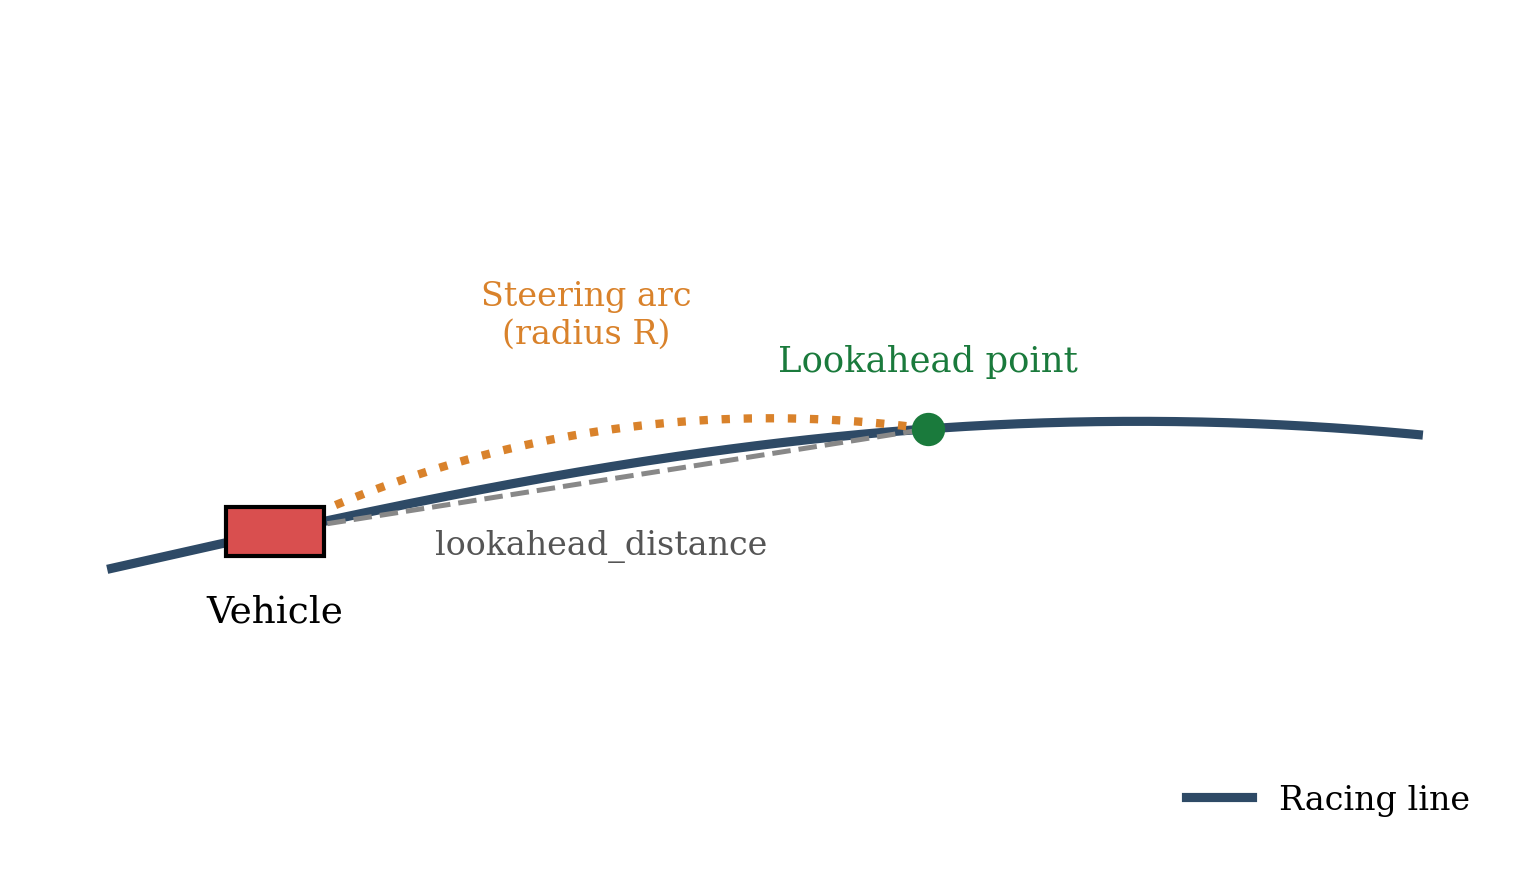 Steering arc
(radius R)
Lookahead point
lookahead_distance
Vehicle
Racing line